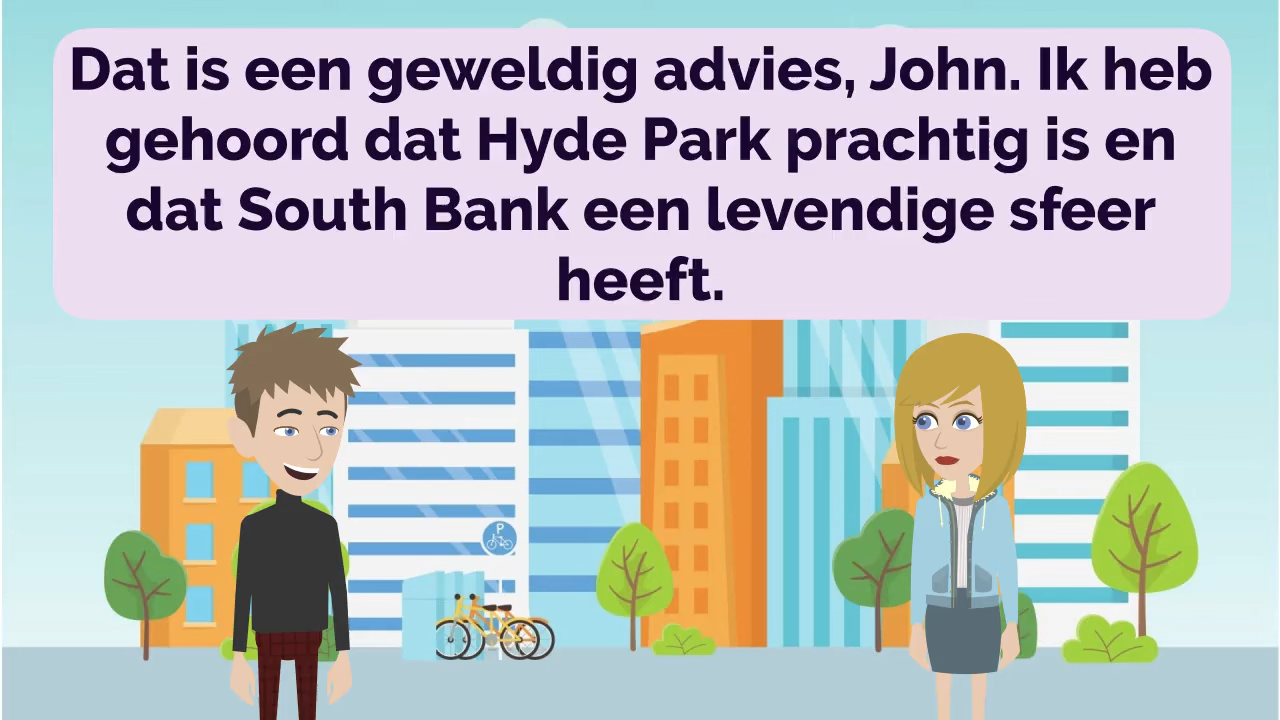 Dat is een geweldig advies, John. Ik heb
gehoord dat Hyde Park prachtig is en
dat South Bank een levendige sfeer
heeft.
P